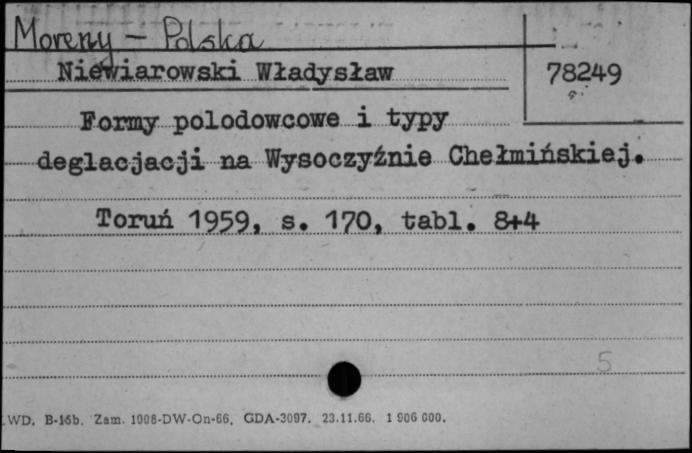 Moreny - Polska
Niewiarowski Władysław 78249
Formy polodowcowe i typy
deglacjacji na Wysoczyźnie Chełmińskiej.
Toruń 1959, s. 170, tabl. 8+4
5
WD. B-16b. Zam. 1008-DW-On-66. GDA-3097. 23.11.66. 1 906 000.